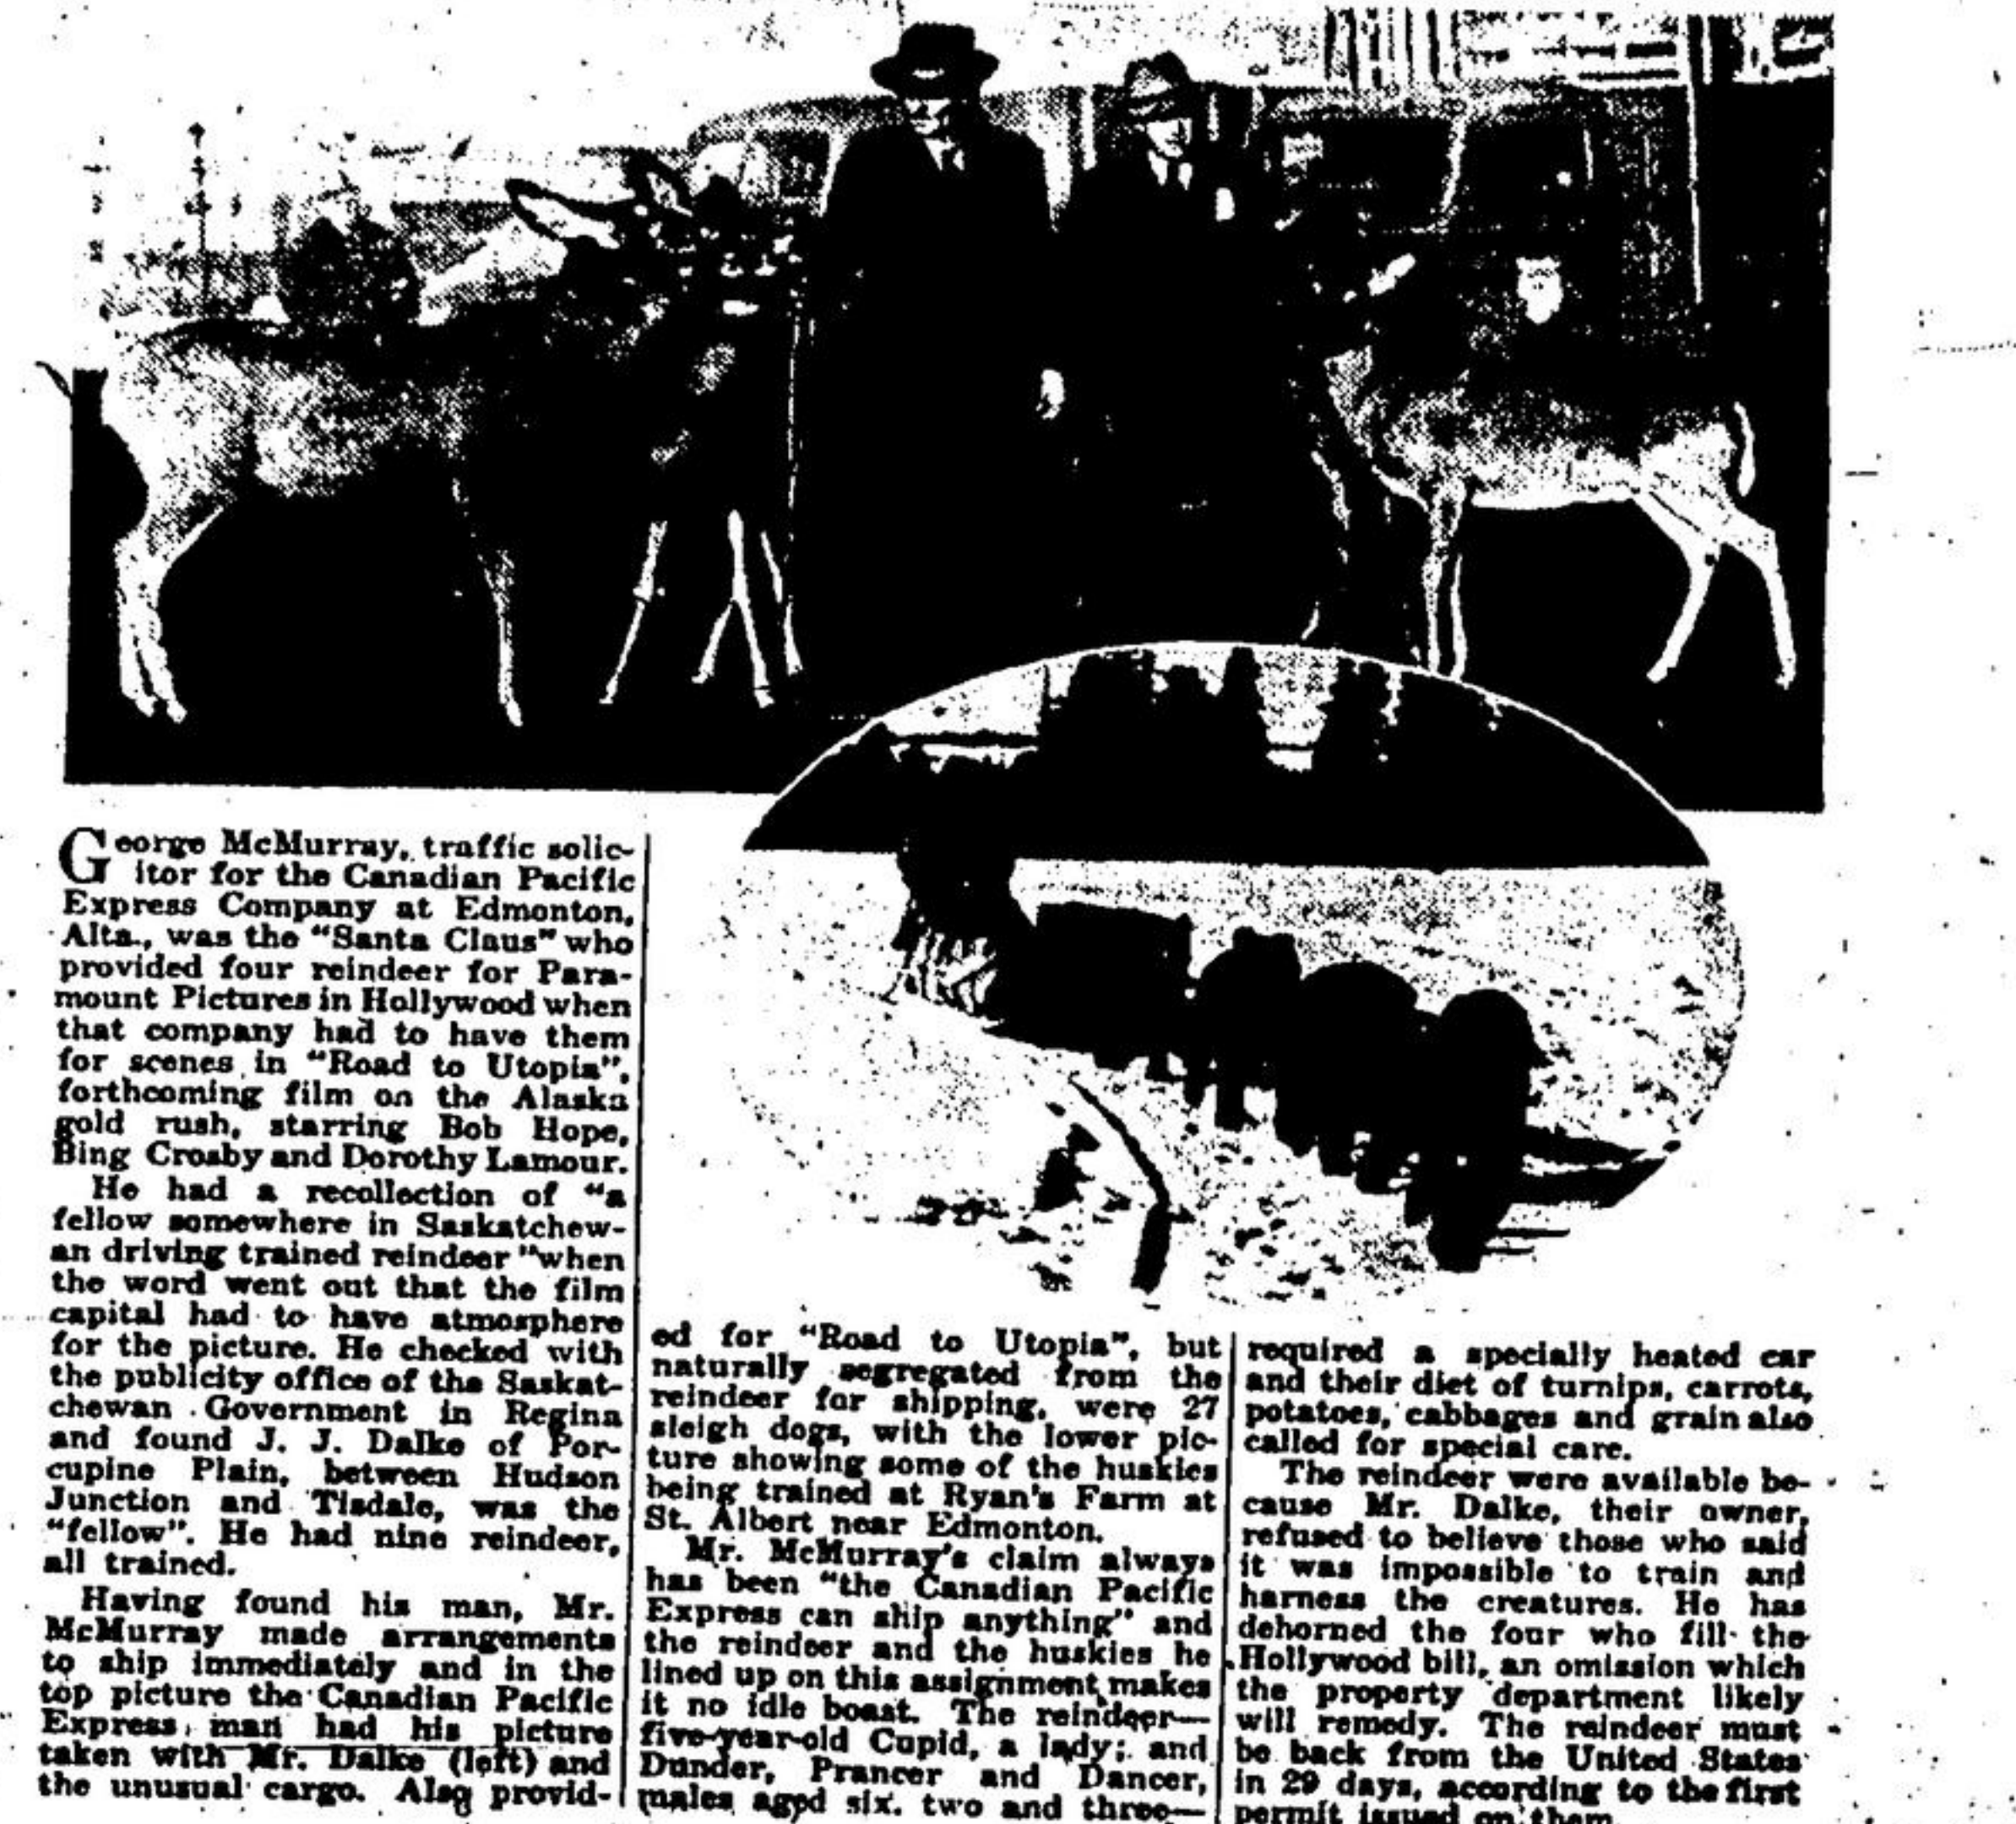 George McMurray, traffic solic-
itor for the Canadian Pacific
Express Company at Edmonton,
Alta., was the "Santa Claus" who
provided four reindeer for Para-
mount Pictures in Hollywood when
that company had to have them
for scenes in "Road to Utopia",
forthcoming film on the Alaska
gold rush, starring Bob Hope,
Bing Crosby and Dorothy Lamour.
He had a recollection of "a
fellow somewhere in Saskatchew-
an driving trained reindeer "when
the word went out that the film
capital had to have atmosphere
for the picture. He checked with
the publicity office of the Saskat-
chewan Government in Regina
and found J. J. Dalke of Por-
cupine Plain, between Hudson
Junction and Tisdale, was the
"fellow". He had nine reindeer,
all trained.
Having found his man, Mr.
McMurray made arrangements
to ship immediately and in the
top picture the Canadian Pacific
Express man had his picture
taken with Mr. Dalke (left) and
the unusual cargo. Also provid-
ed for "Road to Utopia", but
naturally segregated from the
reindeer for shipping, were 27
sleigh dogs, with the lower pic-
ture showing some of the huskies
being trained at Ryan's Farm at
St. Albert near Edmonton.
Mr. McMurray's claim always
has been "the Canadian Pacific
Express can ship anything" and
the reindeer and the huskies he
lined up on this assignment makes
it no idle boast. The reindeer—
five-year-old Cupid, a lady; and
Dunder, Prancer and Dancer,
males aged six, two and three—
required a specially heated car
and their diet of turnips, carrots,
potatoes, cabbages and grain also
called for special care.
The reindeer were available be-
cause Mr. Dalke, their owner,
refused to believe those who said
it was impossible to train and
harness the creatures. He has
dehorned the four who fill the
Hollywood bill, an omission which
the property department likely
will remedy. The reindeer must
be back from the United States
in 29 days, according to the first
permit issued on them.